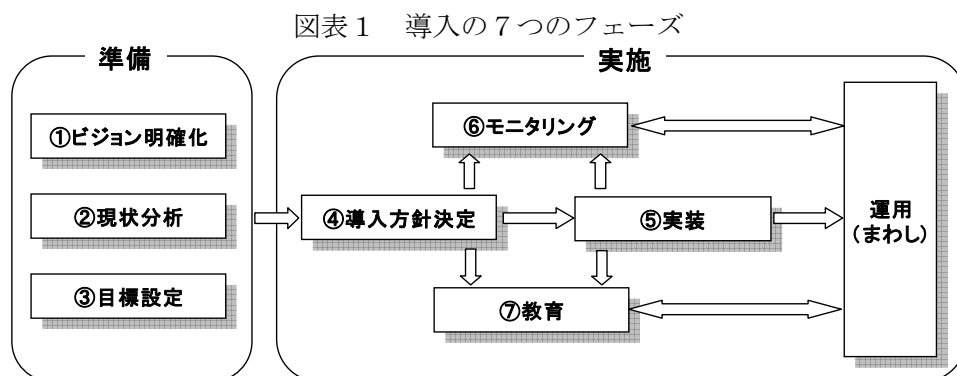 図表１　導入の７つのフェーズ
準備
①ビジョン明確化
②現状分析
③目標設定
実施
⑥モニタリング
④導入方針決定
⑤実装
⑦教育
運用
(まわし)